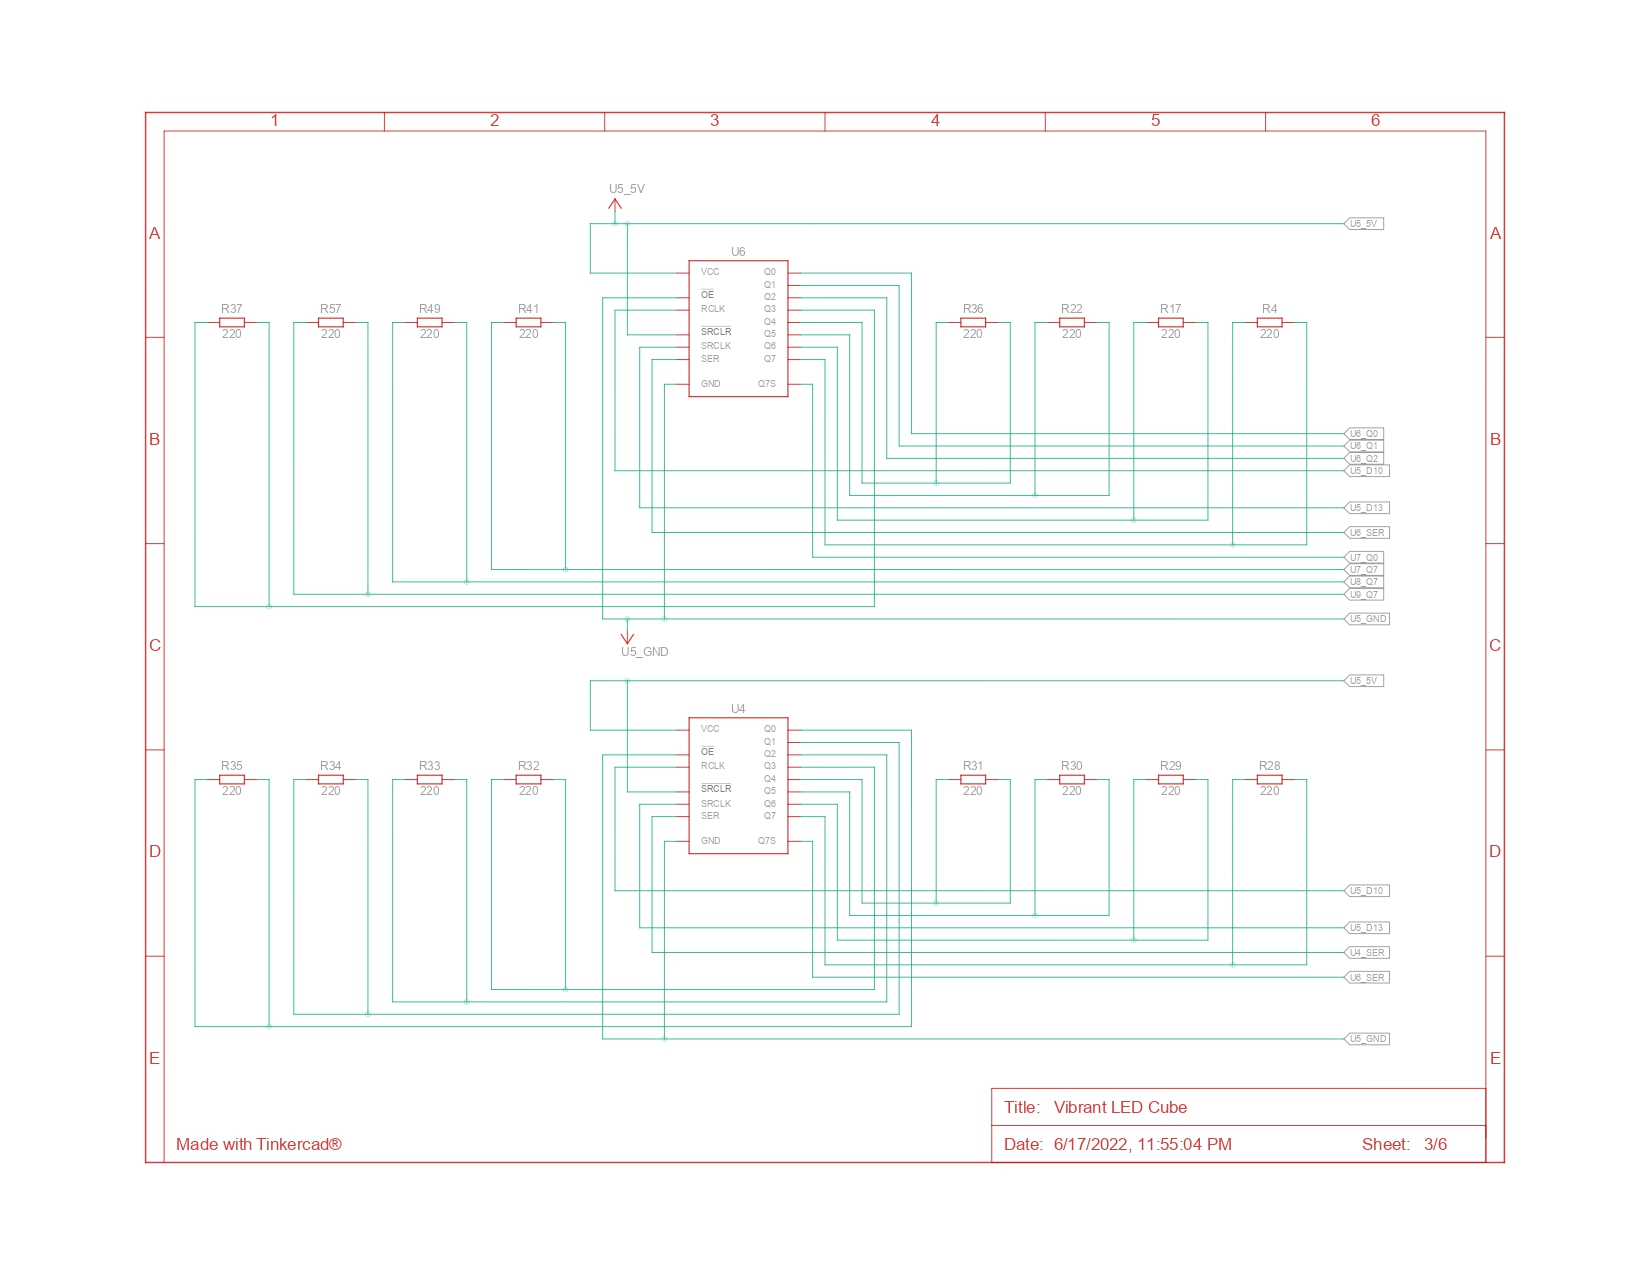 1 2 3 4 5 6
U5_5V
A A
U5_5V
U6
VCC Q0
Q1
OE Q2
RCLK Q3
Q4
SRCLR Q5
SRCLK Q6
SER Q7
GND Q7S
R37 R57 R49 R41 R36 R22 R17 R4
220 220 220 220 220 220 220 220
B B
U6_Q0
U6_Q1
U6_Q2
U5_D10
U5_D13
U6_SER
U7_Q0
U7_Q7
U8_Q7
U9_Q7
U5_GND
C C
U5_GND
U5_5V
U4
VCC Q0
Q1
OE Q2
RCLK Q3
Q4
SRCLR Q5
SRCLK Q6
SER Q7
GND Q7S
R35 R34 R33 R32 R31 R30 R29 R28
220 220 220 220 220 220 220 220
D D
U5_D10
U5_D13
U4_SER
U6_SER
U5_GND
E E
Title: Vibrant LED Cube
Made with Tinkercad®
Date: 6/17/2022, 11:55:04 PM Sheet: 3/6